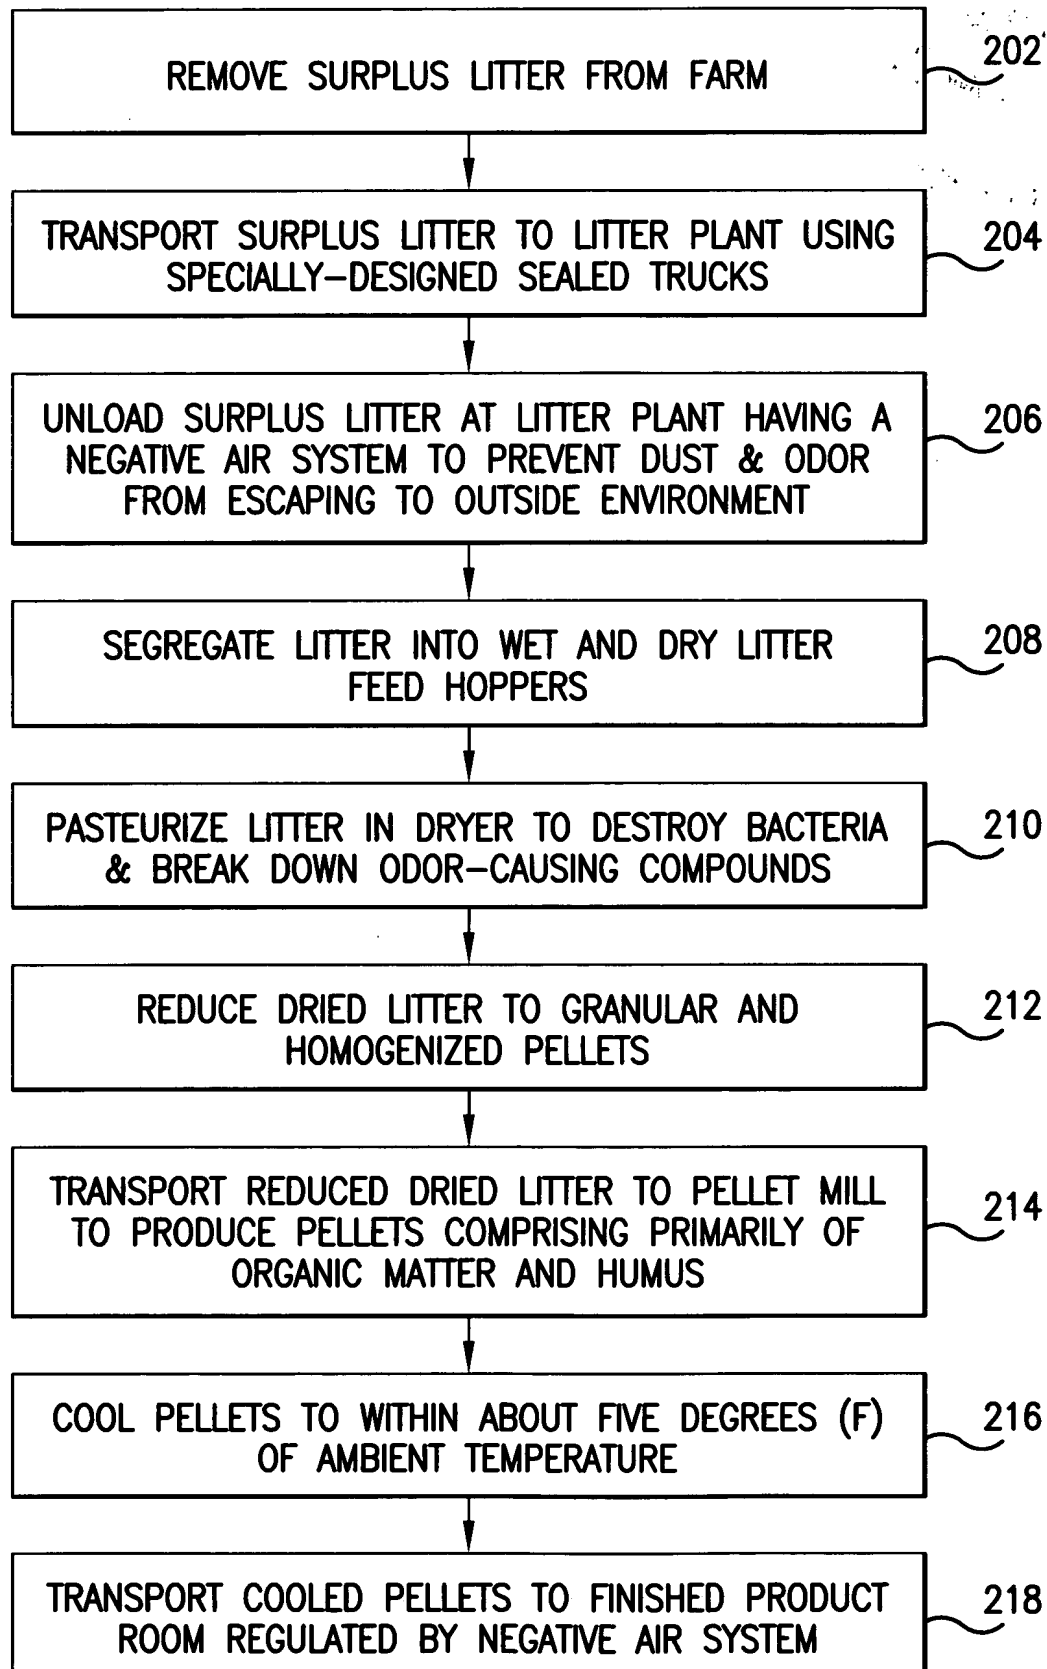 REMOVE SURPLUS LITTER FROM FARM
202
TRANSPORT SURPLUS LITTER TO LITTER PLANT USING
SPECIALLY-DESIGNED SEALED TRUCKS
204
UNLOAD SURPLUS LITTER AT LITTER PLANT HAVING A
NEGATIVE AIR SYSTEM TO PREVENT DUST & ODOR
FROM ESCAPING TO OUTSIDE ENVIRONMENT
206
SEGREGATE LITTER INTO WET AND DRY LITTER
FEED HOPPERS
208
PASTEURIZE LITTER IN DRYER TO DESTROY BACTERIA
& BREAK DOWN ODOR-CAUSING COMPOUNDS
210
REDUCE DRIED LITTER TO GRANULAR AND
HOMOGENIZED PELLETS
212
TRANSPORT REDUCED DRIED LITTER TO PELLET MILL
TO PRODUCE PELLETS COMPRISING PRIMARILY OF
ORGANIC MATTER AND HUMUS
214
COOL PELLETS TO WITHIN ABOUT FIVE DEGREES (F)
OF AMBIENT TEMPERATURE
216
TRANSPORT COOLED PELLETS TO FINISHED PRODUCT
ROOM REGULATED BY NEGATIVE AIR SYSTEM
218